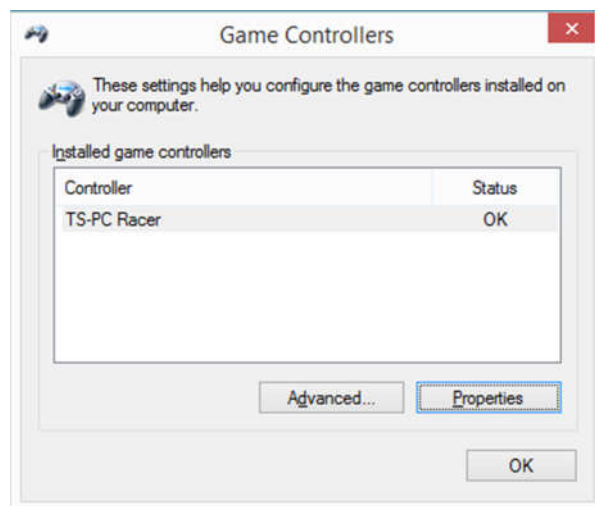 Game Controllers
These settings help you configure the game controllers installed on
your computer.
Installed game controllers
Controller Status
TS-PC Racer OK
Advanced... Properties
OK